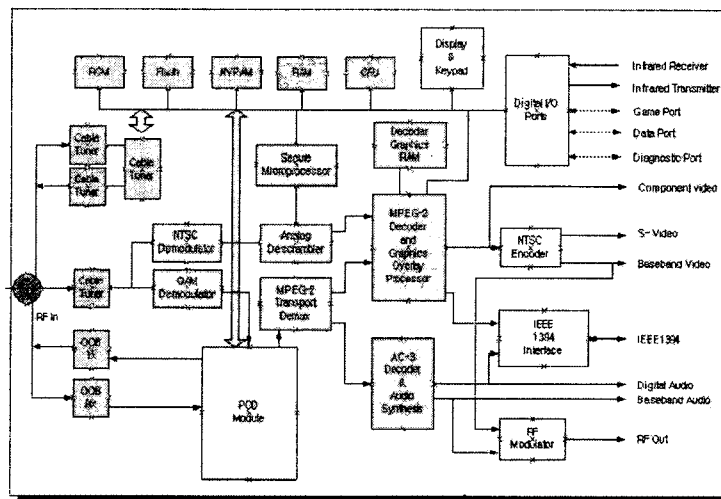 ROM
Flash
NVRAM
RAM
CPU
Display
&
Keypad
Digital I/O
Ports
Infrared Receiver
Infrared Transmitter
Game Port
Data Port
Diagnostic Port
Cable
Tuner
Cable
Tuner
Cable
Tuner
Secure
Microprocessor
Decoder
Graphics
RAM
Component video
NTSC
Demodulator
Analog
Descrambler
MPEG-2
Decoder
and
Graphics
Overlay
Processor
NTSC
Encoder
S-Video
Baseband Video
Cable
Tuner
QAM
Demodulator
MPEG-2
Transport
Demux
RF In
OOB
OOB
POD
Module
AC-3
Decoder
&
Audio
Synthesis
IEEE
1394
Interface
IEEE1394
Digital Audio
Baseband Audio
RF
Modulator
RF Out